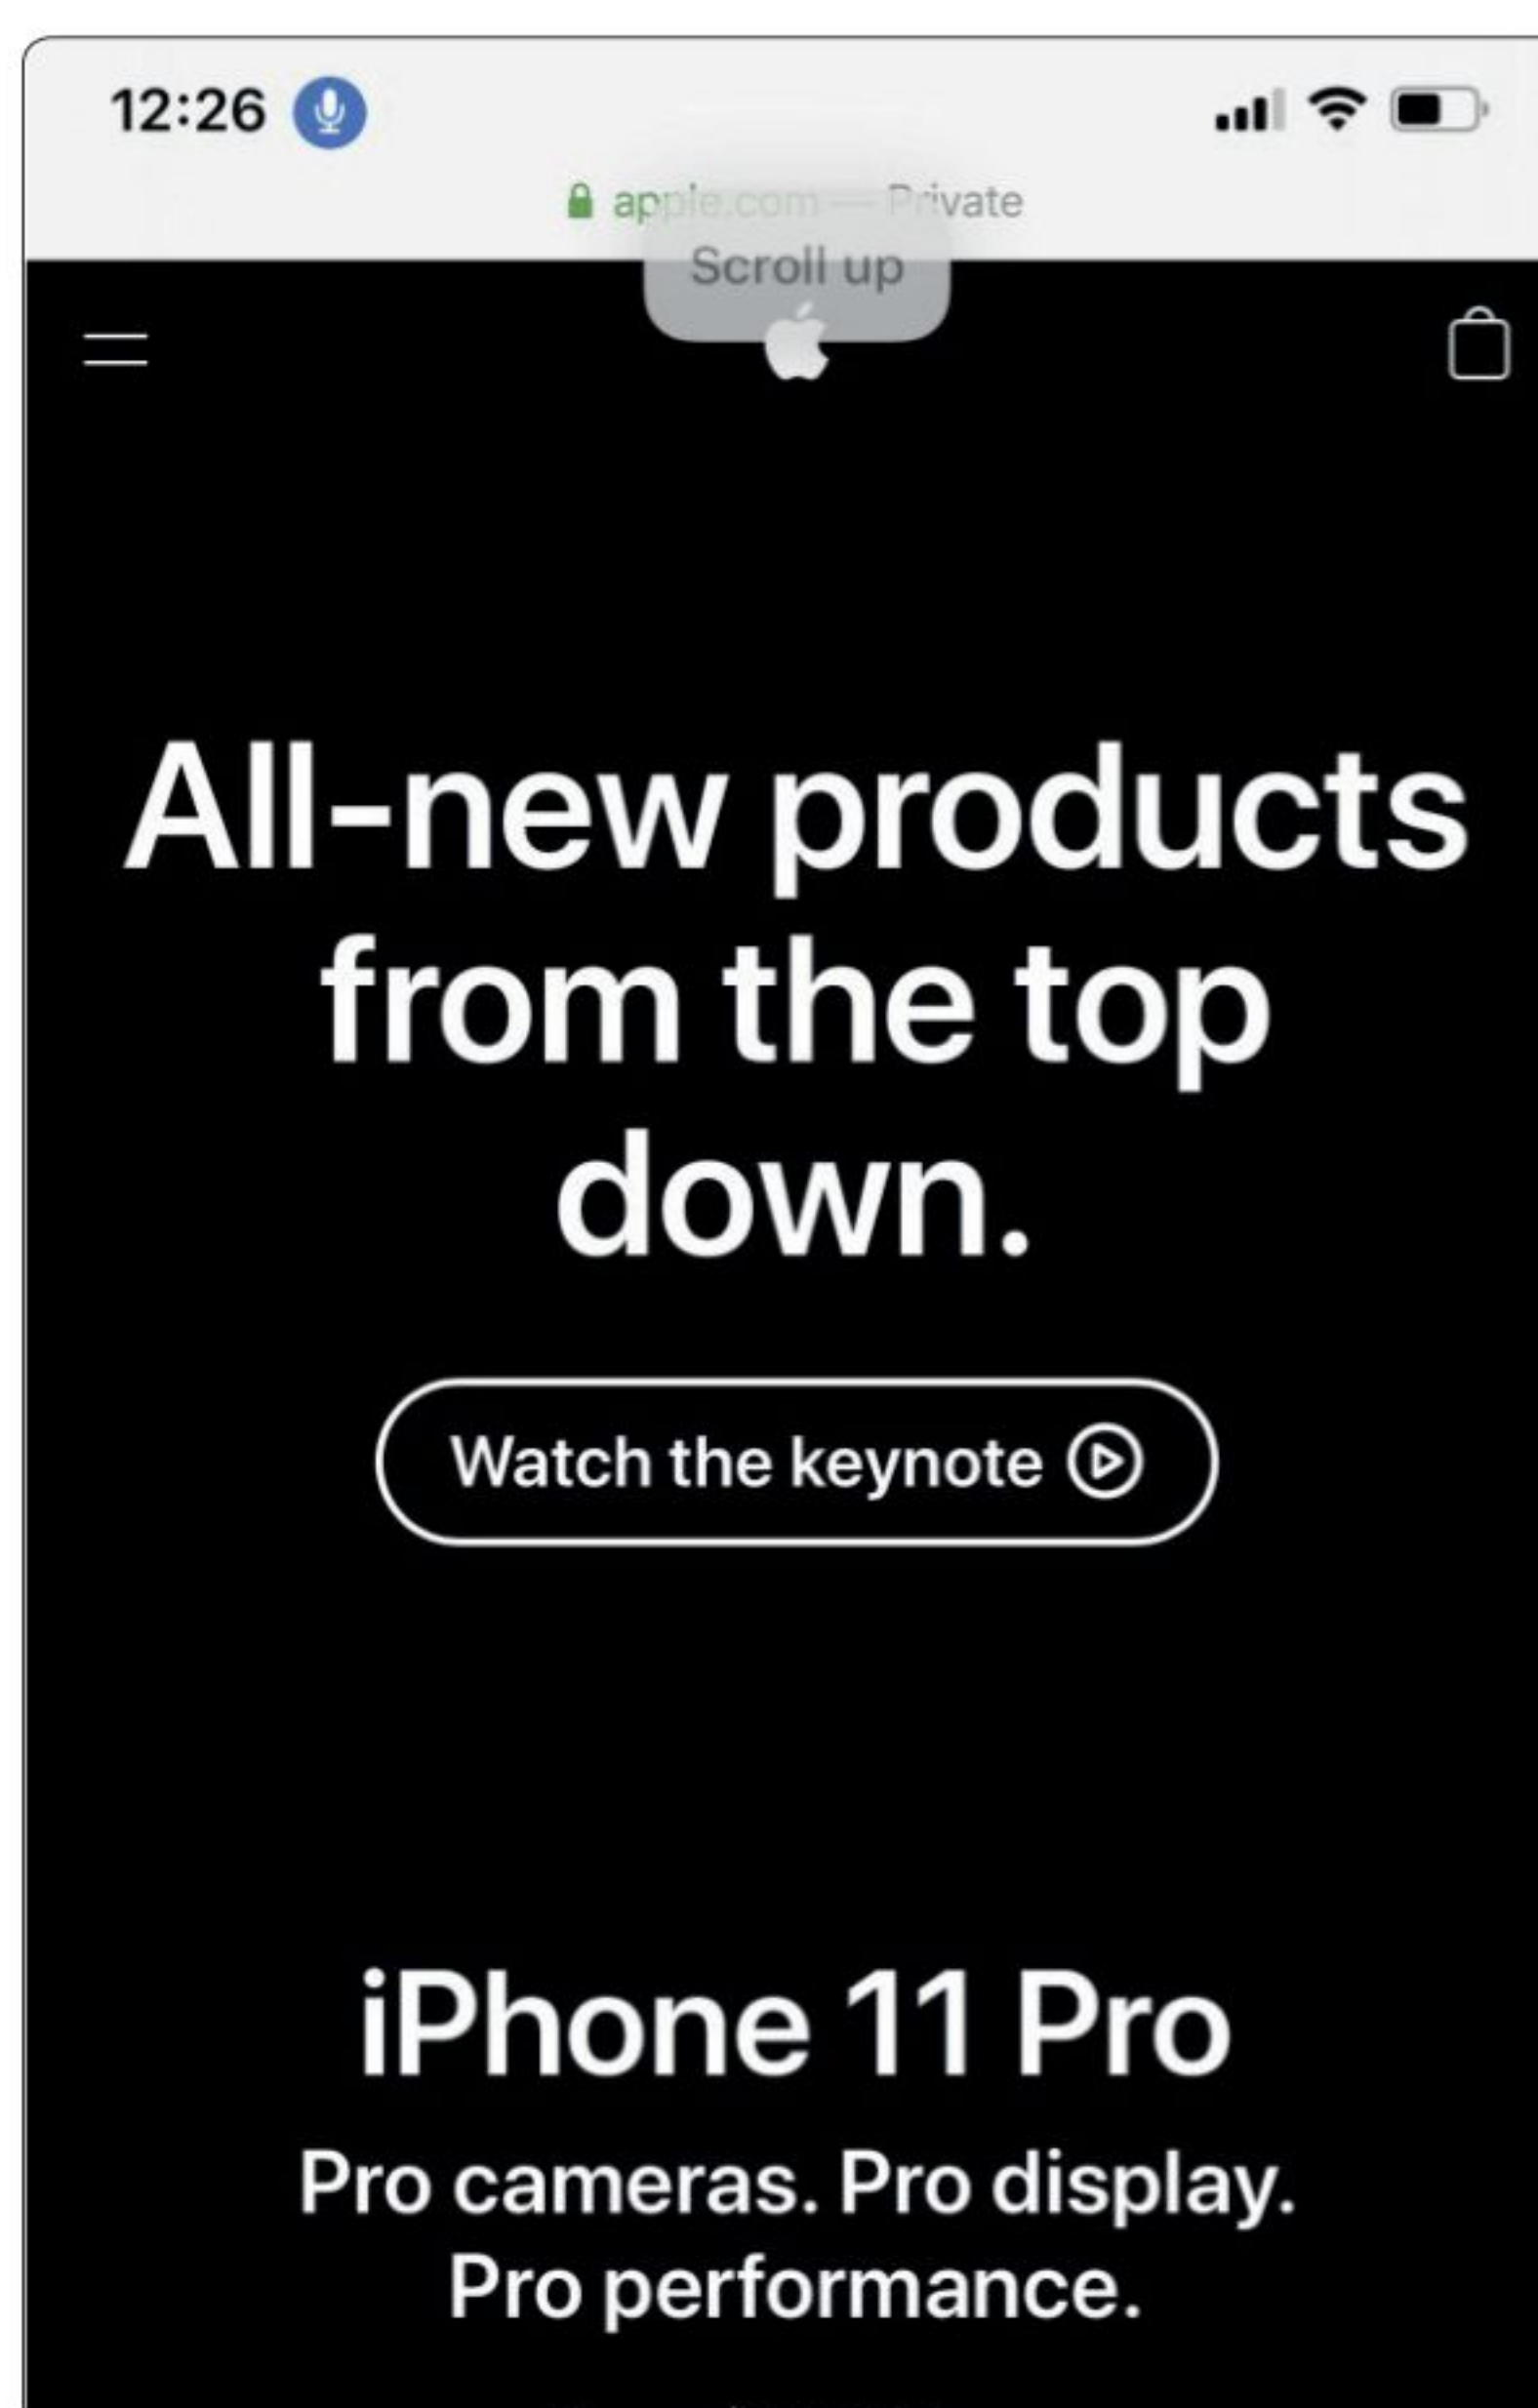 12:26
apple.com — Private
Scroll up
All-new products
from the top
down.
Watch the keynote
iPhone 11 Pro
Pro cameras. Pro display.
Pro performance.